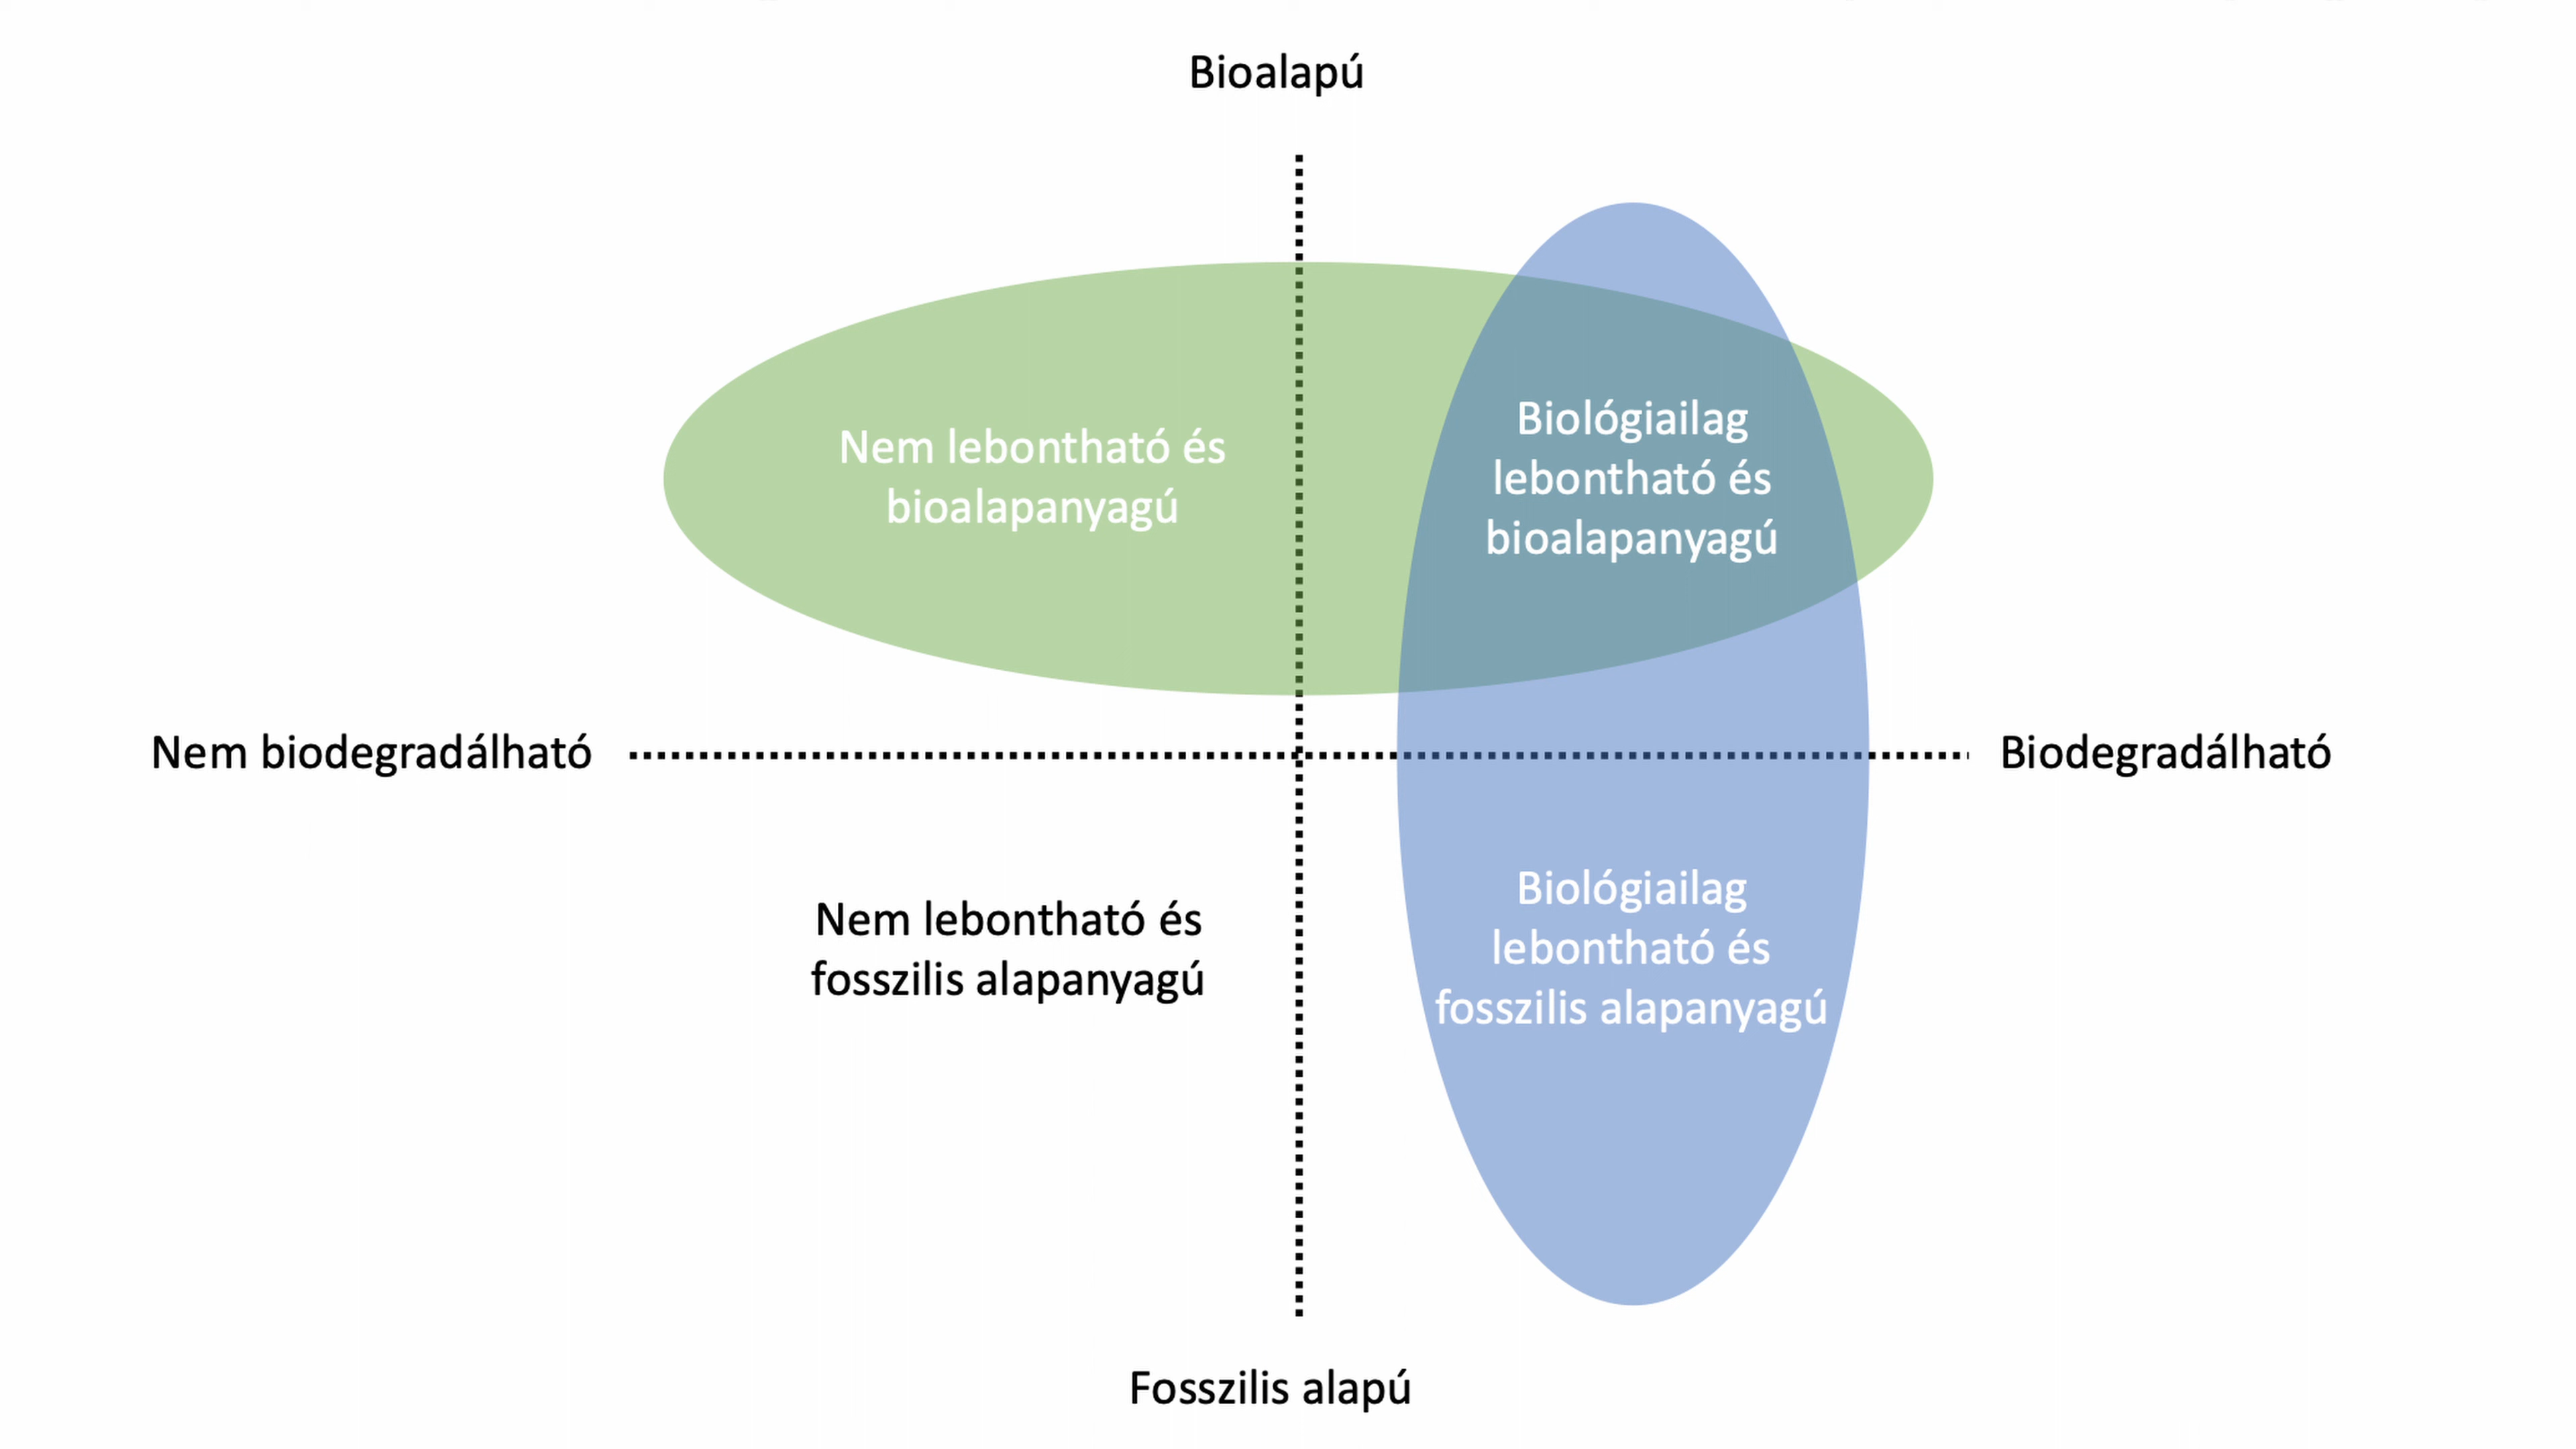 Bioalapú
Nem lebontható és
bioalapanyagú
Biológiailag
lebontható és
bioalapanyagú
Nem biodegradálható
Biodegradálható
Nem lebontható és
fosszilis alapanyagú
Biológiailag
lebontható és
fosszilis alapanyagú
Fosszilis alapú